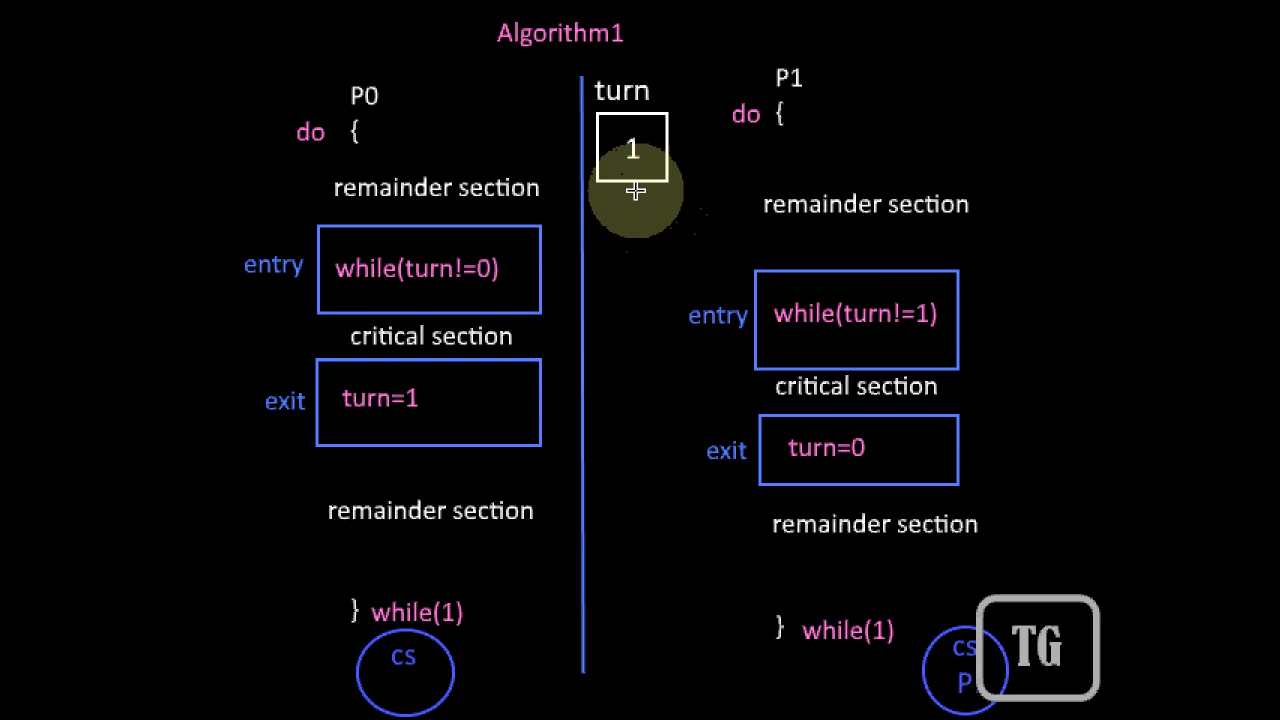 Algorithm1
P0
do {
remainder section
entry while(turn!=0)
critical section
exit turn=1
remainder section
} while(1)
cs
turn
1
P1
do {
remainder section
entry while(turn!=1)
critical section
exit turn=0
remainder section
} while(1)
cs
P
TG